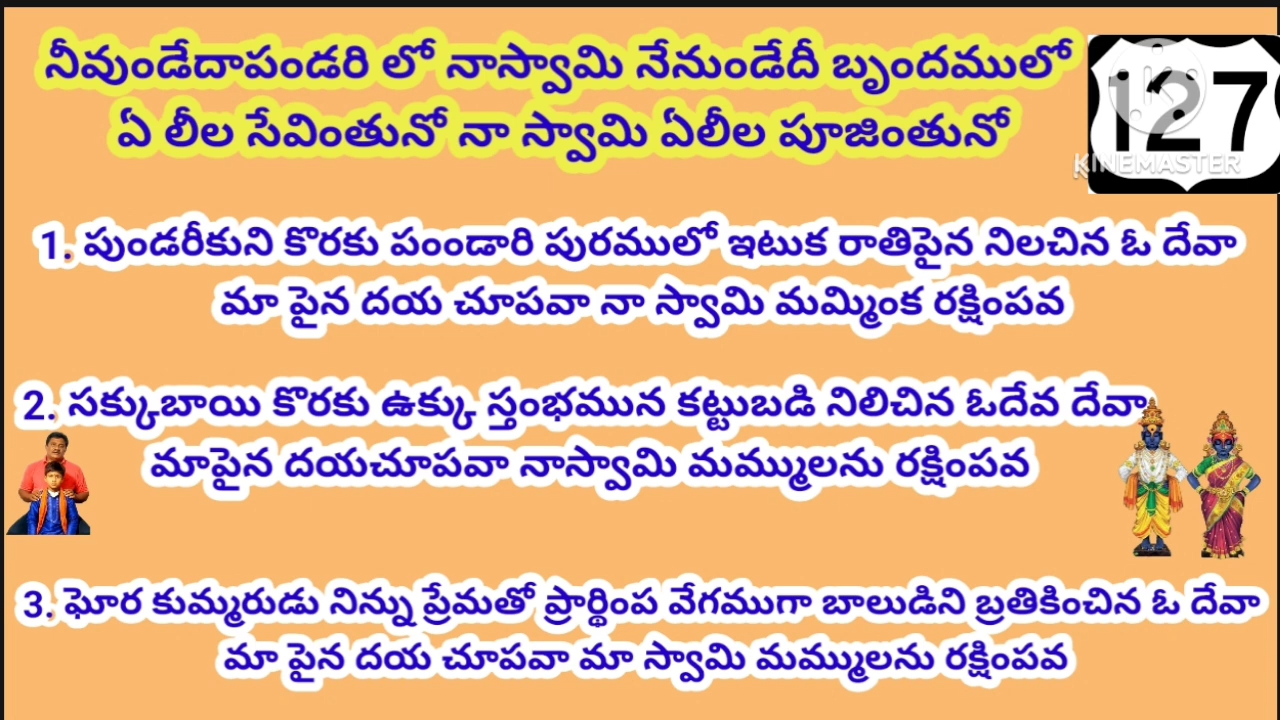 నీవుండేదాపండరి లో నాస్వామి నేనుండేదీ బృందములో
ఏ లీల సేవింతునో నా స్వామి ఏలీల పూజింతునో
127
KINEMASTER
1. పుండరీకుని కొరకు పంండారి పురములో ఇటుక రాతిపైన నిలచిన ఓ దేవా
మా పైన దయ చూపవా నా స్వామి మమ్మింక రక్షింపవ
2. సక్కుబాయి కొరకు ఉక్కు స్తంభమున కట్టుబడి నిలిచిన ఓదేవ దేవా
మాపైన దయచూపవా నాస్వామి మమ్ములను రక్షింపవ
3. ఘోర కుమ్మరుడు నిన్ను ప్రేమతో ప్రార్థింప వేగముగా బాలుడిని బ్రతికించిన ఓ దేవా
మా పైన దయ చూపవా మా స్వామి మమ్ములను రక్షింపవ